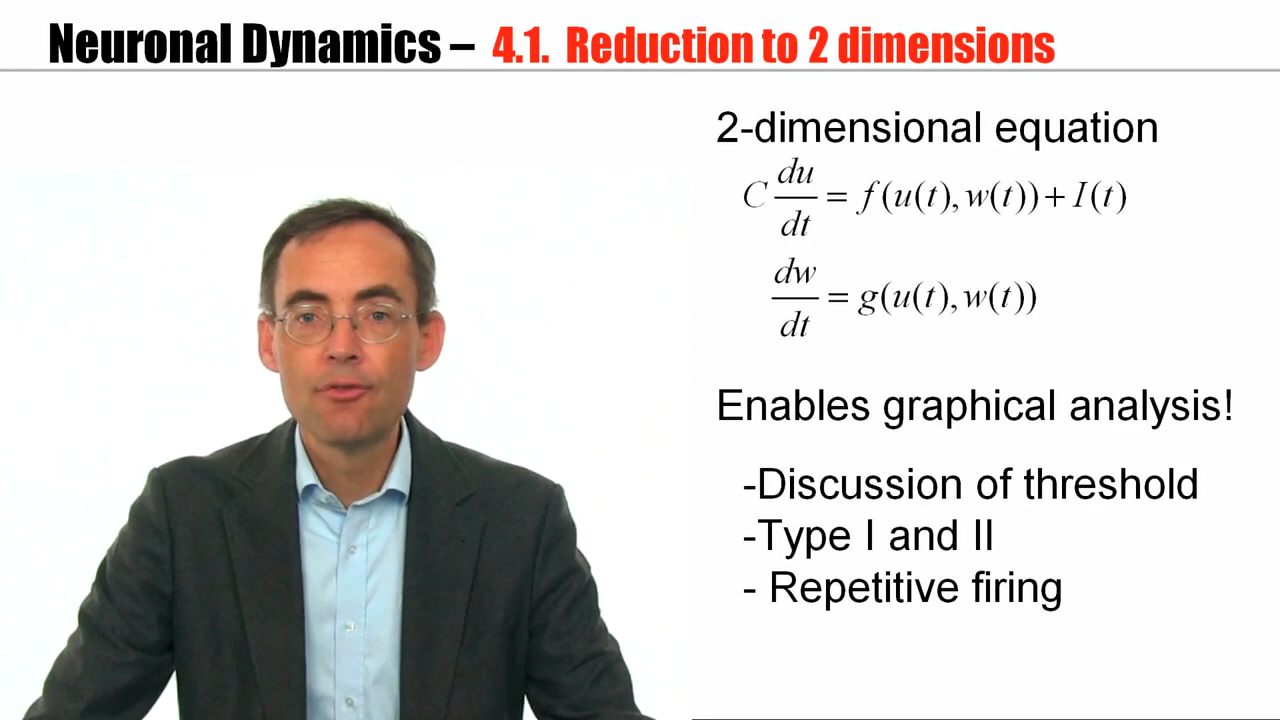 Neuronal Dynamics – 4.1. Reduction to 2 dimensions
2-dimensional equation
C du/dt = f(u(t), w(t)) + I(t)
dw/dt = g(u(t), w(t))
Enables graphical analysis!
-Discussion of threshold
-Type I and II
- Repetitive firing